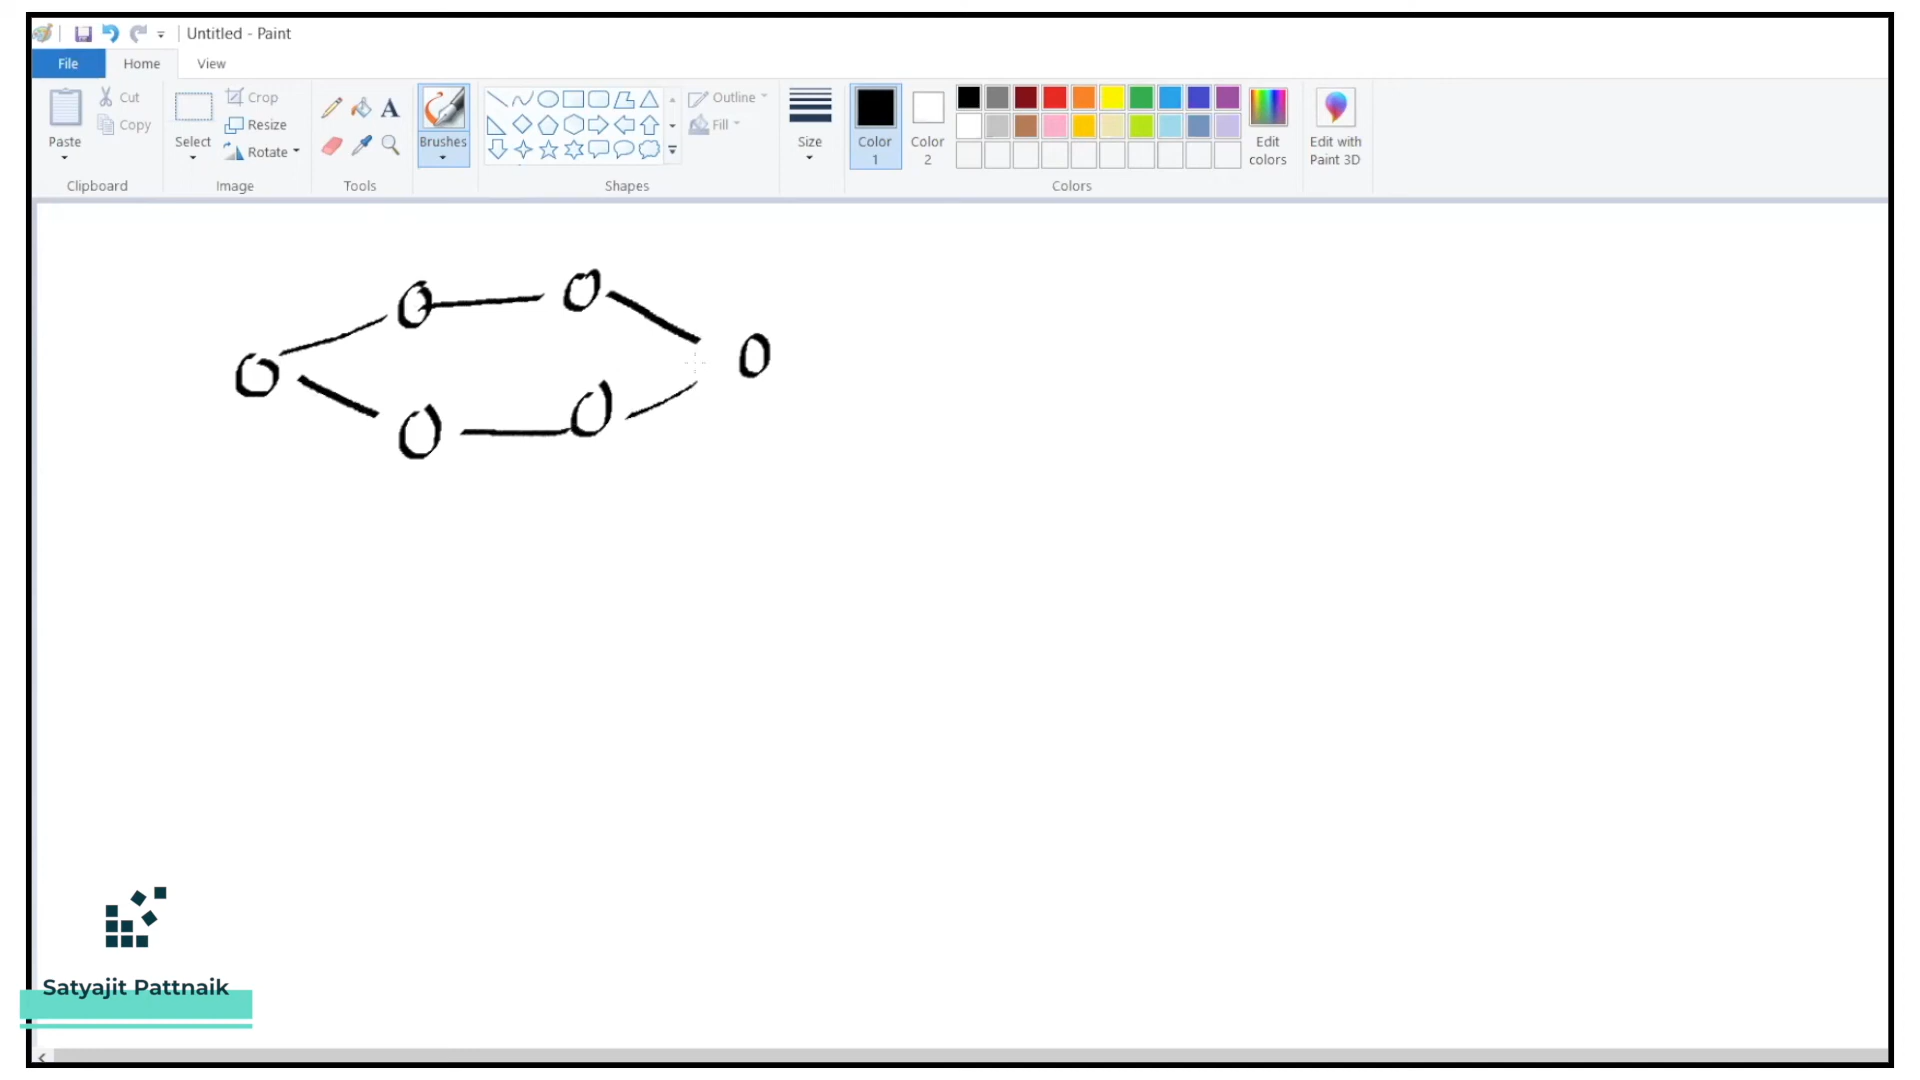 Untitled - Paint
File Home View
Paste
Cut
Copy
Clipboard
Select
Crop
Resize
Rotate
Image
Tools
Brushes
Shapes
Outline
Fill
Size
Color 1
Color 2
Colors
Edit colors
Edit with Paint 3D
Satyajit Pattnaik